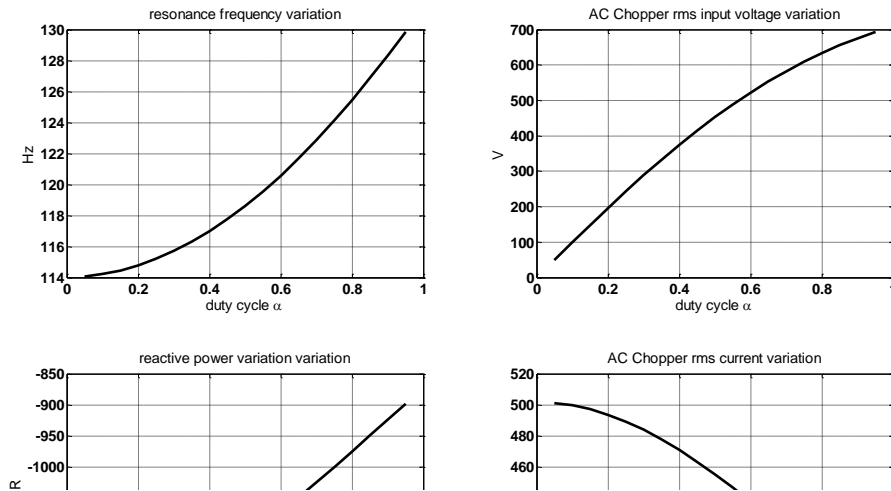 resonance frequency variation
130
128
126
124
122
120
118
116
114
Hz
0 0.2 0.4 0.6 0.8 1
duty cycle α
AC Chopper rms input voltage variation
700
600
500
400
300
200
100
0
V
0 0.2 0.4 0.6 0.8 1
duty cycle α
reactive power variation variation
-850
-900
-950
-1000
R
AC Chopper rms current variation
520
500
480
460